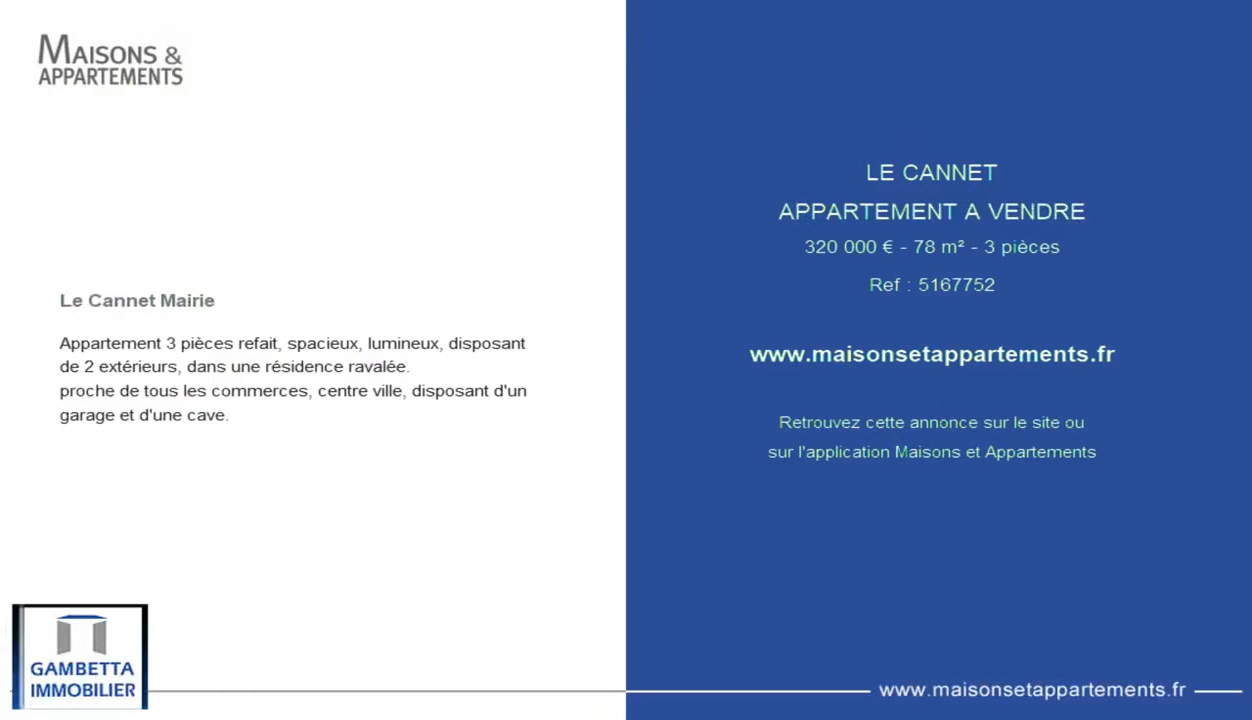 MAISONS &
APPARTEMENTS
Le Cannet Mairie
Appartement 3 pièces refait, spacieux, lumineux, disposant
de 2 extérieurs, dans une résidence ravalée.
proche de tous les commerces, centre ville, disposant d'un
garage et d'une cave.
GAMBETTA
IMMOBILIER
LE CANNET
APPARTEMENT A VENDRE
320 000 € - 78 m² - 3 pièces
Ref : 5167752
www.maisonsetappartements.fr
Retrouvez cette annonce sur le site ou
sur l'application Maisons et Appartements
www.maisonsetappartements.fr